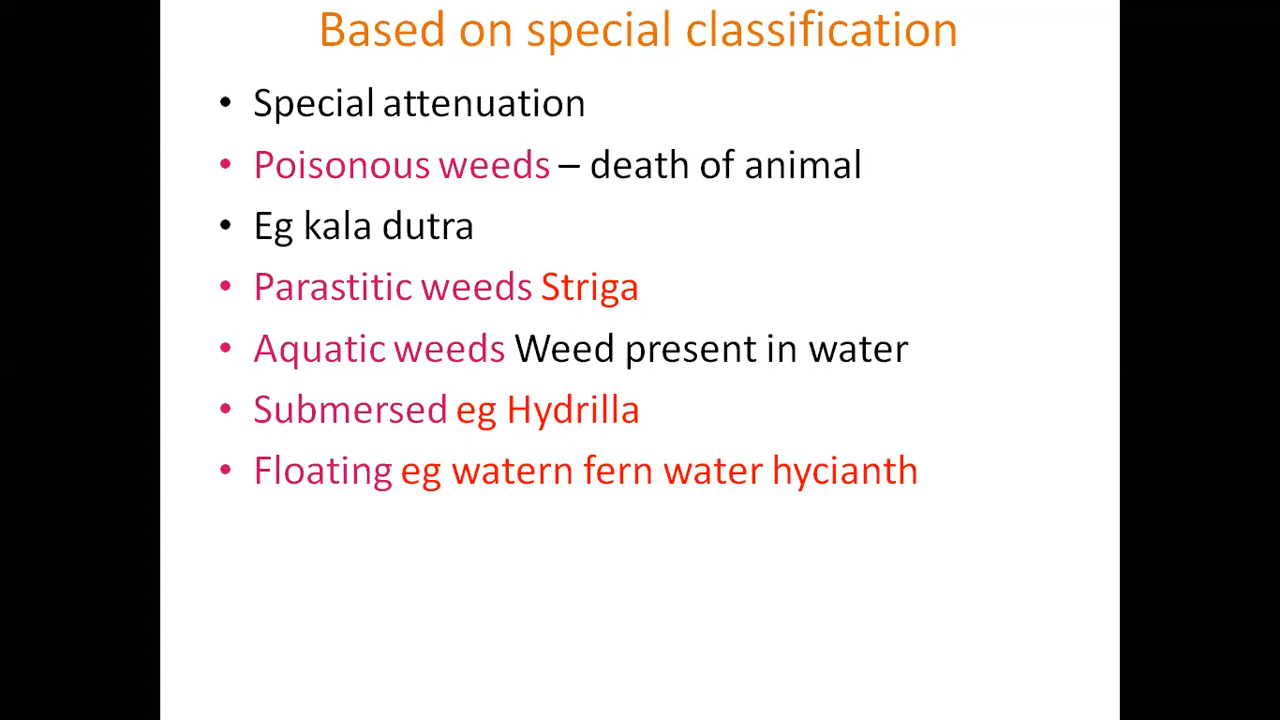 Based on special classification
• Special attenuation
• Poisonous weeds – death of animal
• Eg kala dutra
• Parastitic weeds Striga
• Aquatic weeds Weed present in water
• Submersed eg Hydrilla
• Floating eg watern fern water hycianth